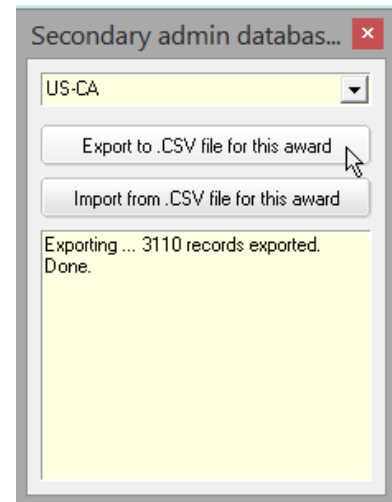 Secondary admin databas...
US-CA
Export to .CSV file for this award
Import from .CSV file for this award
Exporting ... 3110 records exported.
Done.